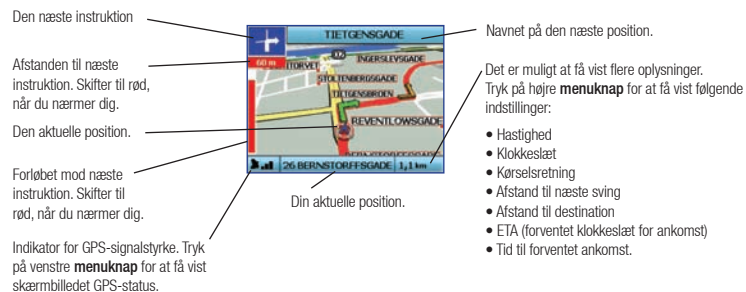 Den næste instruktion
Afstanden til næste
instruktion. Skifter til rød,
når du nærmer dig.
Den aktuelle position.
Forløbet mod næste
instruktion. Skifter til
rød, når du nærmer dig.
Indikator for GPS-signalstyrke. Tryk
på venstre menuknap for at få vist
skærmbilledet GPS-status.
TIETGENSGADE
60 m
ITORVET
O2
INGERSLEVSGADE
STOLTENBERGSGADE
TIETGENSBROEN
REVENTLOWSGADE
BERNSTORFFSGADE
26 BERNSTORFFSGADE
1,1 km
Din aktuelle position.
Navnet på den næste position.
Det er muligt at få vist flere oplysninger.
Tryk på højre menuknap for at få vist følgende
indstillinger:
• Hastighed
• Klokkeslæt
• Kørselsretning
• Afstand til næste sving
• Afstand til destination
• ETA (forventet klokkeslæt for ankomst)
• Tid til forventet ankomst.